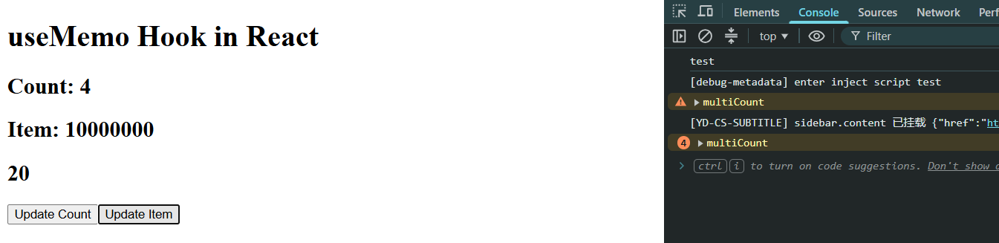 useMemo Hook in React
Count: 4
Item: 10000000
20
Update Count Update Item
Elements Console Sources Network Perf
top Filter
test
[debug-metadata] enter inject script test
multiCount
[YD-CS-SUBTITLE] sidebar.content 已挂载 {"href":"ht
4 multiCount
ctrl i to turn on code suggestions. Don't show